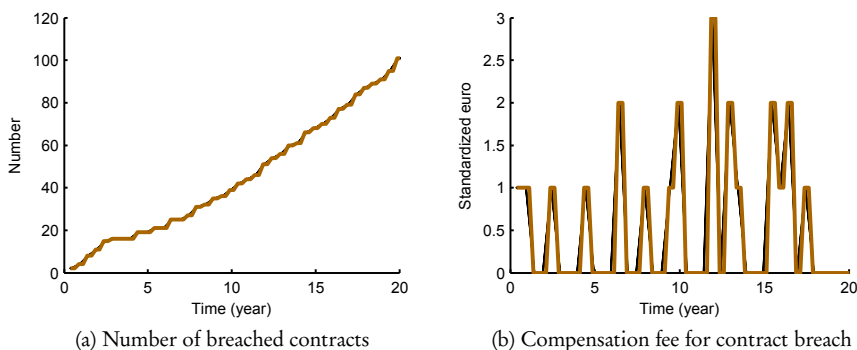 120
100
80
60
40
20
0
Number
0 5 10 15 20
Time (year)
(a) Number of breached contracts
3
2.5
2
1.5
1
0.5
0
Standardized euro
0 5 10 15 20
Time (year)
(b) Compensation fee for contract breach